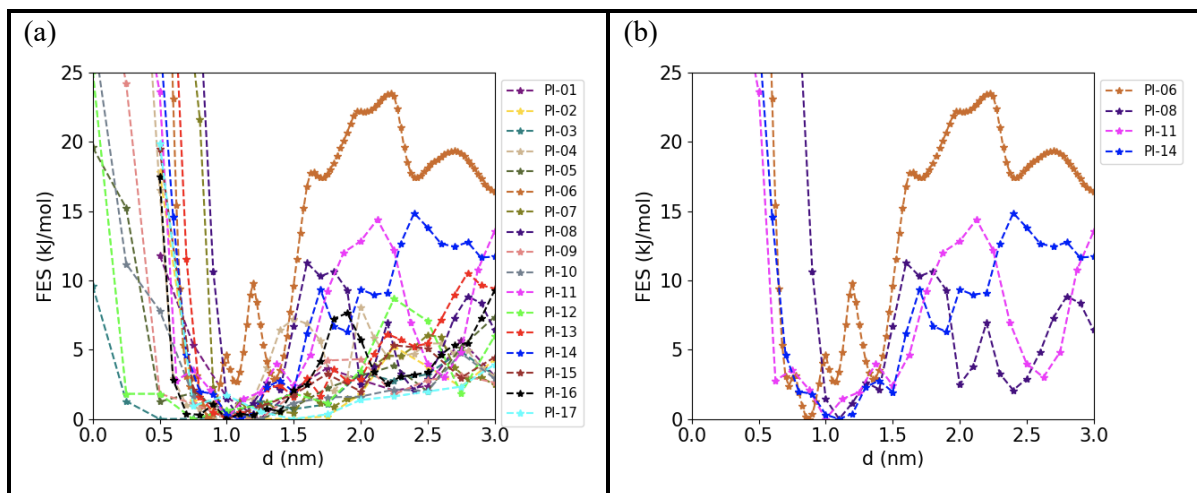 (a)
25
20
15
10
5
0
FES (kJ/mol)
0.0 0.5 1.0 1.5 2.0 2.5 3.0
d (nm)
PI-01
PI-02
PI-03
PI-04
PI-05
PI-06
PI-07
PI-08
PI-09
PI-10
PI-11
PI-12
PI-13
PI-14
PI-15
PI-16
PI-17
(b)
25
20
15
10
5
0
FES (kJ/mol)
0.0 0.5 1.0 1.5 2.0 2.5 3.0
d (nm)
PI-06
PI-08
PI-11
PI-14